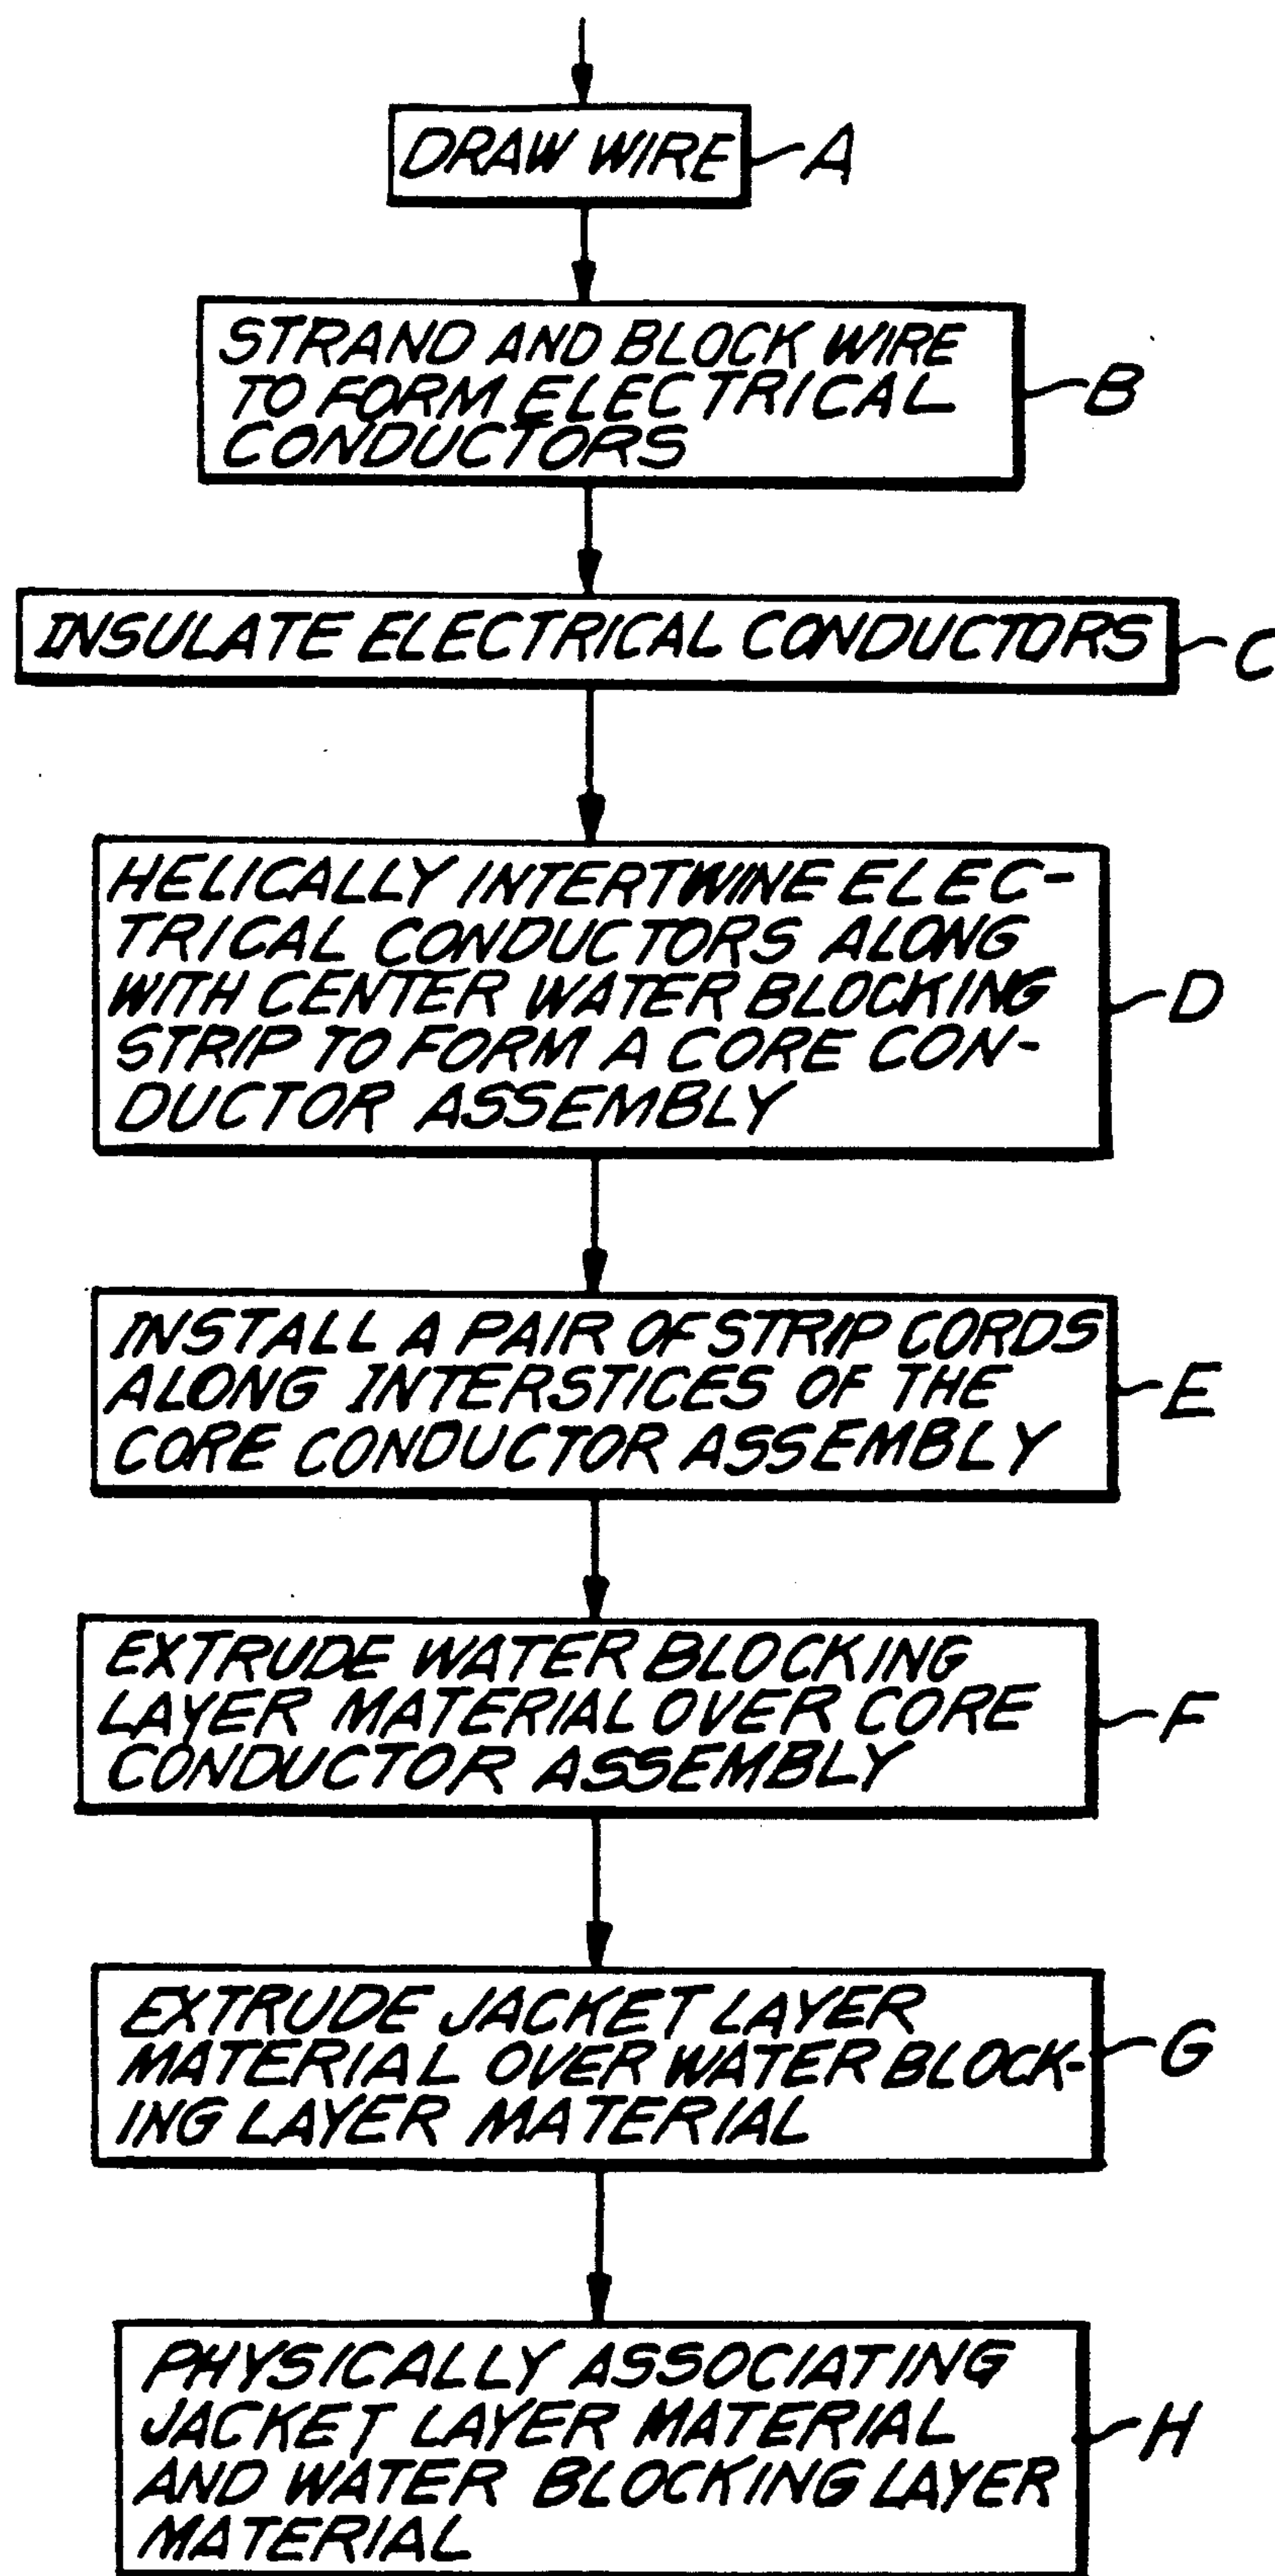 DRAW WIRE A
STRAND AND BLOCK WIRE
TO FORM ELECTRICAL B
CONDUCTORS
INSULATE ELECTRICAL CONDUCTORS C
HELICALLY INTERTWINE ELEC-
TRICAL CONDUCTORS ALONG
WITH CENTER WATER BLOCKING D
STRIP TO FORM A CORE CON-
DUCTOR ASSEMBLY
INSTALL A PAIR OF STRIP CORDS
ALONG INTERSTICES OF THE E
CORE CONDUCTOR ASSEMBLY
EXTRUDE WATER BLOCKING
LAYER MATERIAL OVER CORE F
CONDUCTOR ASSEMBLY
EXTRUDE JACKET LAYER
MATERIAL OVER WATER BLOCK- G
ING LAYER MATERIAL
PHYSICALLY ASSOCIATING
JACKET LAYER MATERIAL H
AND WATER BLOCKING LAYER
MATERIAL